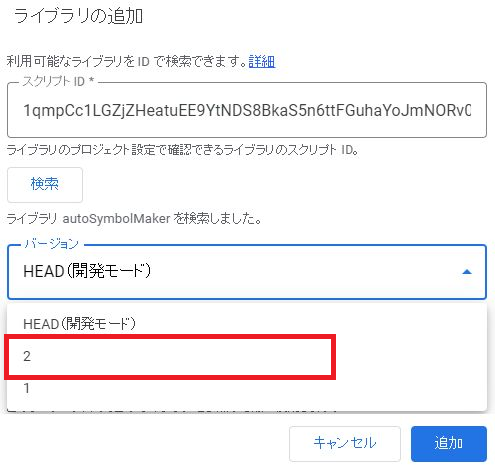 ライブラリの追加
利用可能なライブラリをIDで検索できます。詳細
スクリプト ID *
1qmpCc1LGZjZHeatuEE9YtNDS8BkaS5n6ttFGuhaYoJmNORv0
ライブラリのプロジェクト設定で確認できるライブラリのスクリプト ID。
検索
ライブラリ autoSymbolMaker を検索しました。
バージョン
HEAD（開発モード）
HEAD（開発モード）
2
1
キャンセル
追加